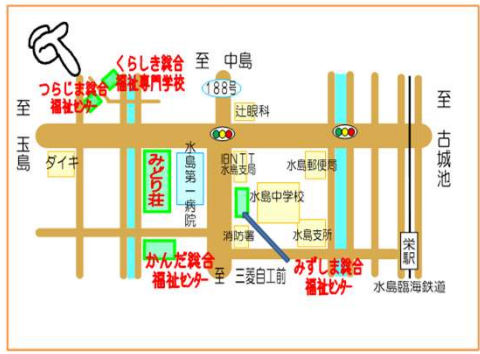 至 中島
くらしき総合
福祉専門学校
188号
つらじま総合
福祉センター
辻眼科
至 玉島
至 古城池
ダイキ
みどり荘
水島第一病院
旧NTT
水島支局
水島郵便局
水島中学校
消防署
水島支所
かんだ総合
福祉センター
至 三菱自工前
みずしま総合
福祉センター
栄駅
水島臨海鉄道